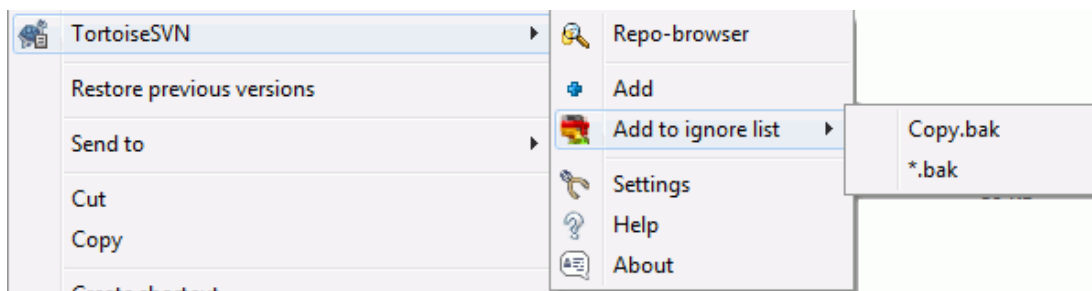 TortoiseSVN
Restore previous versions
Send to
Cut
Copy
Repo-browser
Add
Add to ignore list
Settings
Help
About
Copy.bak
*.bak